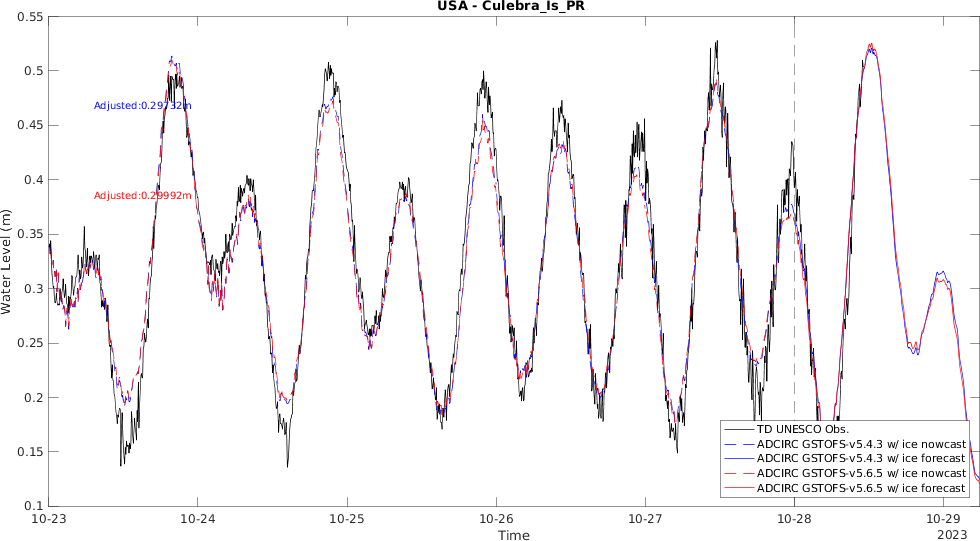 USA - Culebra_Is_PR
0.55
0.5
0.45
0.4
0.35
0.3
0.25
0.2
0.15
0.1
Water Level (m)
Adjusted:0.29732m
Adjusted:0.29992m
TD UNESCO Obs.
ADCIRC GSTOFS-v5.4.3 w/ ice nowcast
ADCIRC GSTOFS-v5.4.3 w/ ice forecast
ADCIRC GSTOFS-v5.6.5 w/ ice nowcast
ADCIRC GSTOFS-v5.6.5 w/ ice forecast
10-23 10-24 10-25 10-26 10-27 10-28 10-29
Time
2023